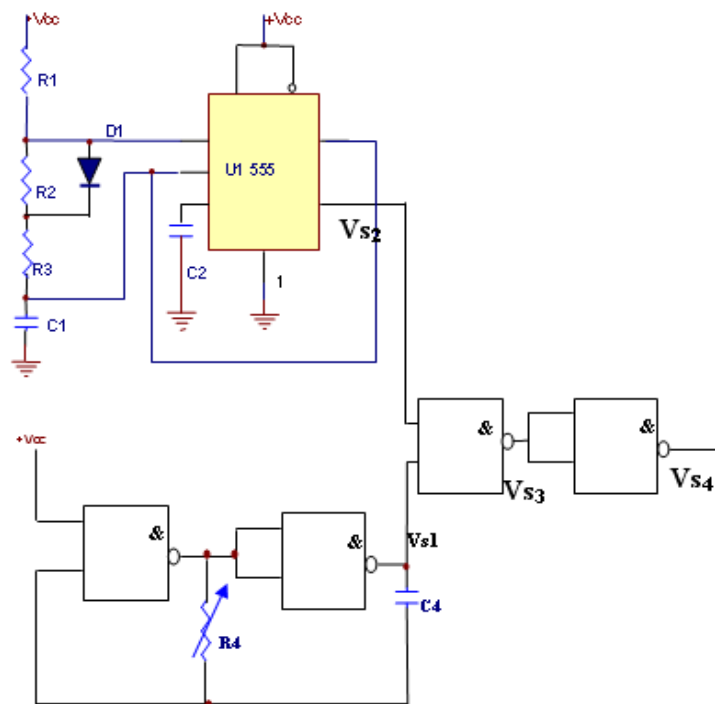 +Vcc
+Vcc
R1
D1
U1 555
R2
Vs2
R3
C2
1
C1
+Vcc
&
&
Vs3
Vs4
&
&
Vs1
C4
R4